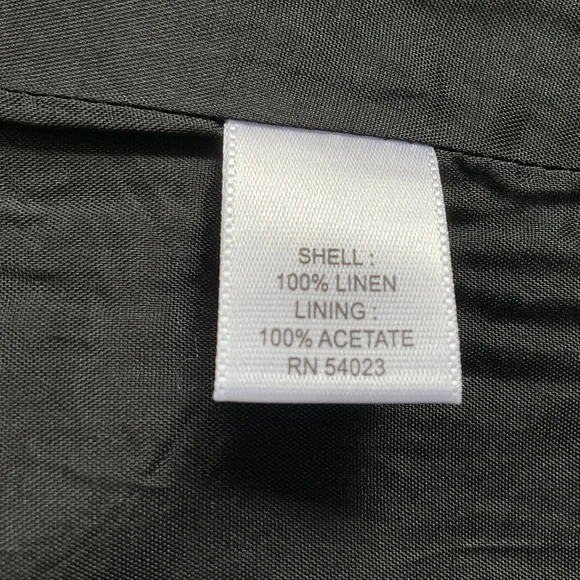 SHELL :
100% LINEN
LINING :
100% ACETATE
RN 54023